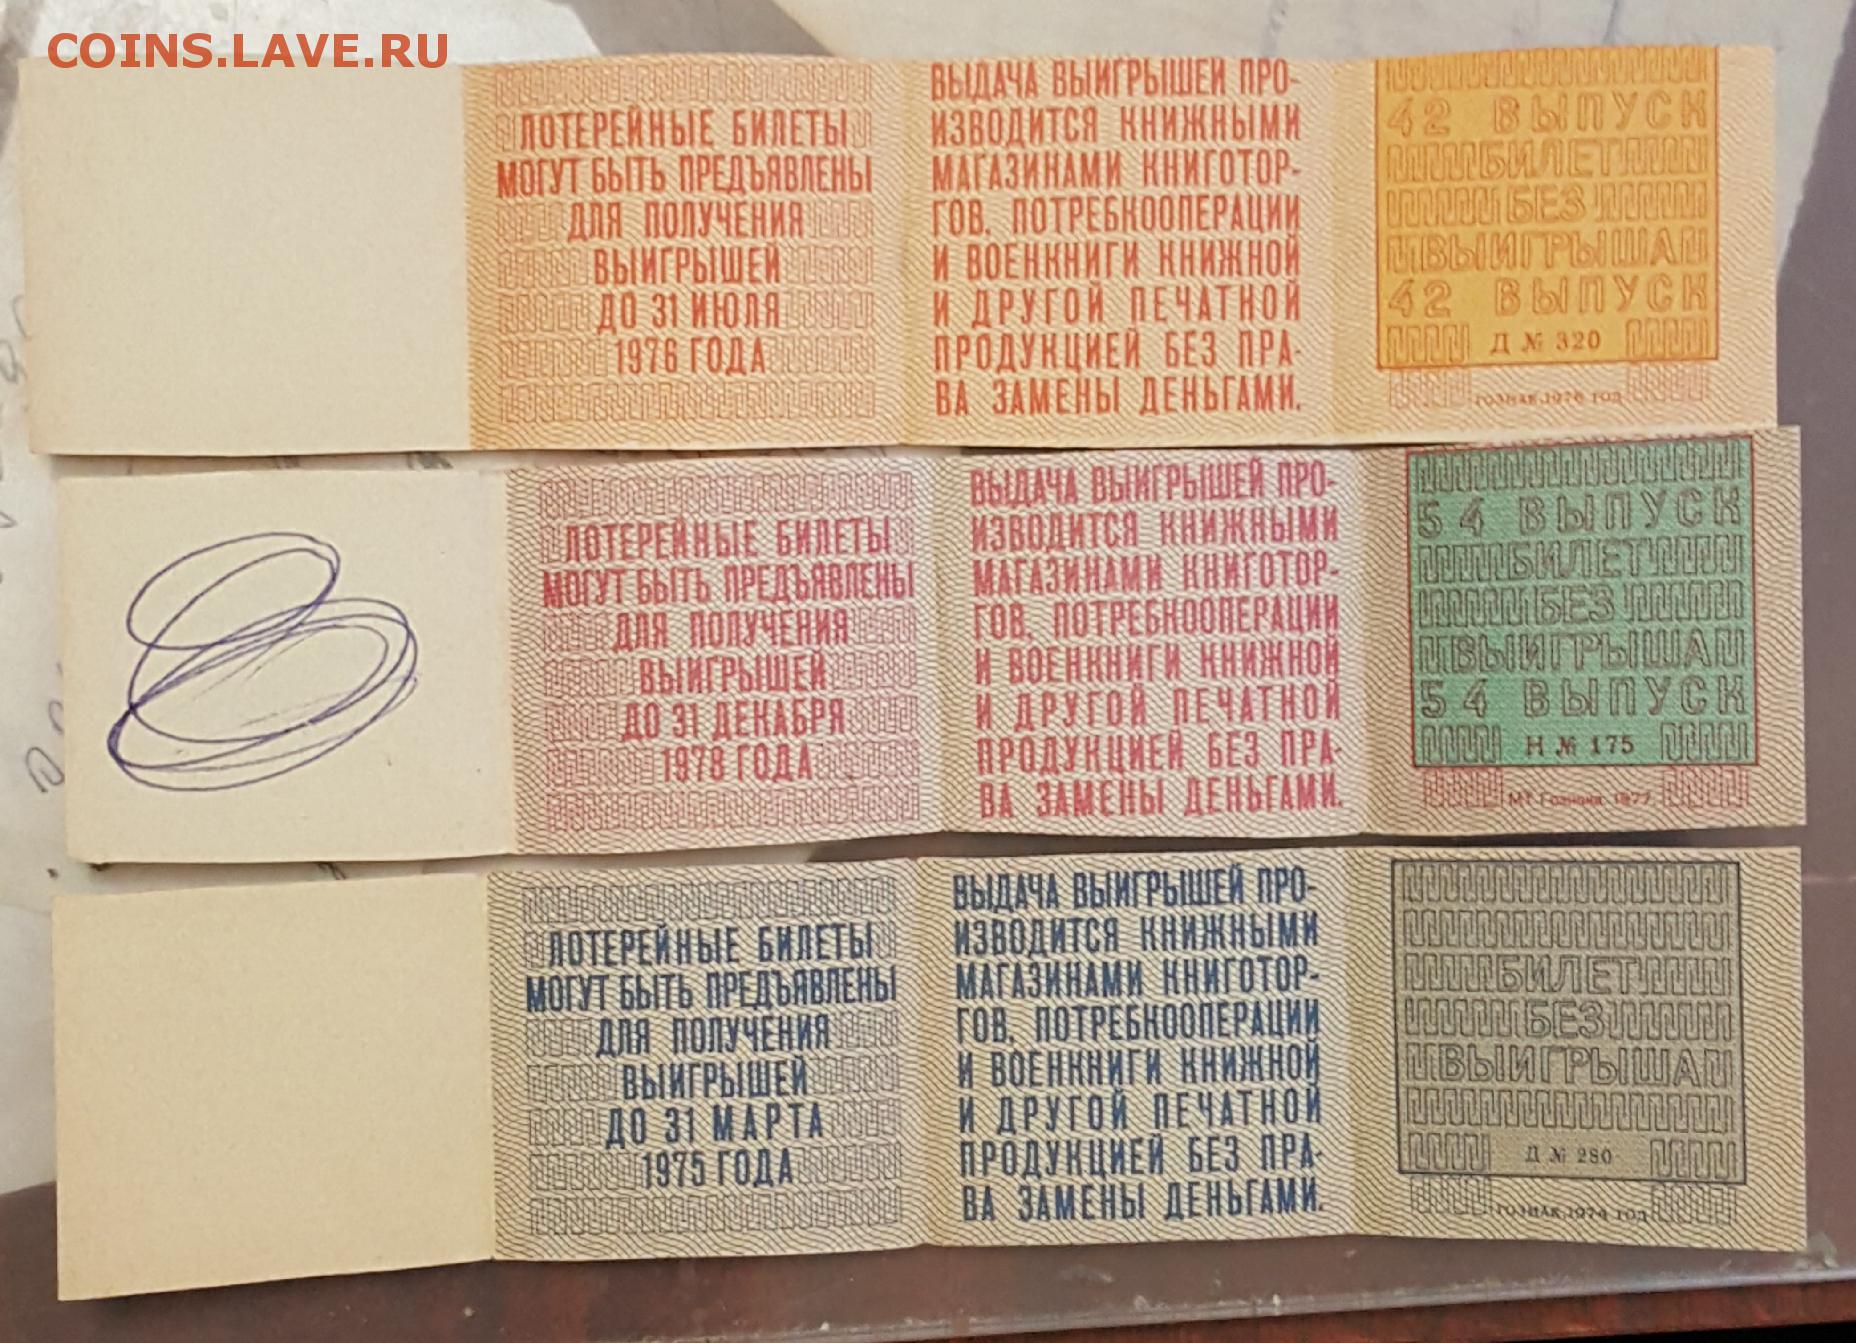 COINS.LAVE.RU
ЛОТЕРЕЙНЫЕ БИЛЕТЫ
МОГУТ БЫТЬ ПРЕДЪЯВЛЕНЫ
ДЛЯ ПОЛУЧЕНИЯ
ВЫИГРЫШЕЙ
ДО 31 ИЮЛЯ
1976 ГОДА
ВЫДАЧА ВЫИГРЫШЕЙ ПРО-
ИЗВОДИТСЯ КНИЖНЫМИ
МАГАЗИНАМИ КНИГОТОР-
ГОВ, ПОТРЕБКООПЕРАЦИИ
И ВОЕНКНИГИ КНИЖНОЙ
И ДРУГОЙ ПЕЧАТНОЙ
ПРОДУКЦИЕЙ БЕЗ ПРА-
ВА ЗАМЕНЫ ДЕНЬГАМИ.
42 ВЫПУСК
БИЛЕТ
БЕЗ
ВЫИГРЫША
42 ВЫПУСК
Д № 320
ГОЗНАК.1976 ГОД
ЛОТЕРЕЙНЫЕ БИЛЕТЫ
МОГУТ БЫТЬ ПРЕДЪЯВЛЕНЫ
ДЛЯ ПОЛУЧЕНИЯ
ВЫИГРЫШЕЙ
ДО 31 ДЕКАБРЯ
1978 ГОДА
ВЫДАЧА ВЫИГРЫШЕЙ ПРО-
ИЗВОДИТСЯ КНИЖНЫМИ
МАГАЗИНАМИ КНИГОТОР-
ГОВ, ПОТРЕБКООПЕРАЦИИ
И ВОЕНКНИГИ КНИЖНОЙ
И ДРУГОЙ ПЕЧАТНОЙ
ПРОДУКЦИЕЙ БЕЗ ПРА-
ВА ЗАМЕНЫ ДЕНЬГАМИ.
54 ВЫПУСК
БИЛЕТ
БЕЗ
ВЫИГРЫША
54 ВЫПУСК
Н № 175
МТ Гознака. 1977.
ЛОТЕРЕЙНЫЕ БИЛЕТЫ
МОГУТ БЫТЬ ПРЕДЪЯВЛЕНЫ
ДЛЯ ПОЛУЧЕНИЯ
ВЫИГРЫШЕЙ
ДО 31 МАРТА
1975 ГОДА
ВЫДАЧА ВЫИГРЫШЕЙ ПРО-
ИЗВОДИТСЯ КНИЖНЫМИ
МАГАЗИНАМИ КНИГОТОР-
ГОВ, ПОТРЕБКООПЕРАЦИИ
И ВОЕНКНИГИ КНИЖНОЙ
И ДРУГОЙ ПЕЧАТНОЙ
ПРОДУКЦИЕЙ БЕЗ ПРА-
ВА ЗАМЕНЫ ДЕНЬГАМИ.
БИЛЕТ
БЕЗ
ВЫИГРЫША
Д № 280
ГОЗНАК.1974 ГОД